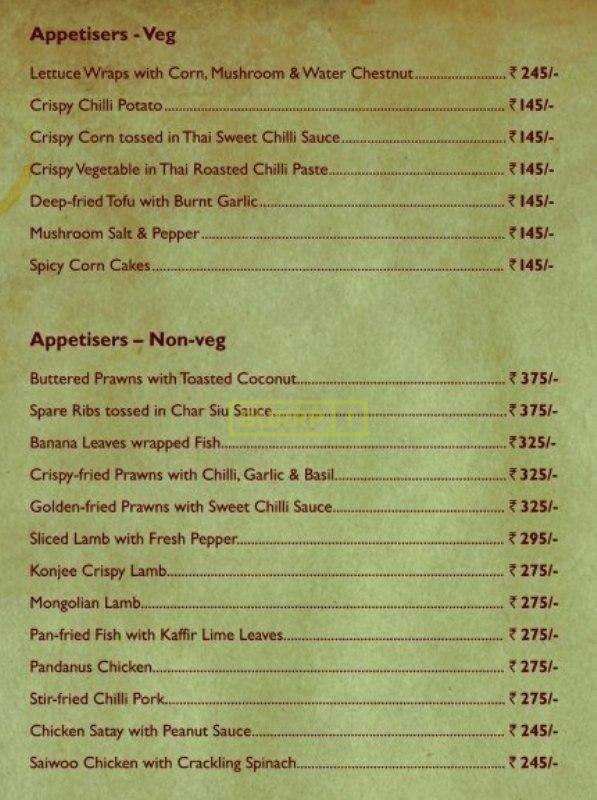 Appetisers - Veg
Lettuce Wraps with Corn, Mushroom & Water Chestnut ₹ 245/-
Crispy Chilli Potato ₹ 145/-
Crispy Corn tossed in Thai Sweet Chilli Sauce ₹ 145/-
Crispy Vegetable in Thai Roasted Chilli Paste ₹ 145/-
Deep-fried Tofu with Burnt Garlic ₹ 145/-
Mushroom Salt & Pepper ₹ 145/-
Spicy Corn Cakes ₹ 145/-
Appetisers – Non-veg
Buttered Prawns with Toasted Coconut ₹ 375/-
Spare Ribs tossed in Char Siu Sauce ₹ 375/-
Banana Leaves wrapped Fish ₹ 325/-
Crispy-fried Prawns with Chilli, Garlic & Basil ₹ 325/-
Golden-fried Prawns with Sweet Chilli Sauce ₹ 325/-
Sliced Lamb with Fresh Pepper ₹ 295/-
Konjee Crispy Lamb ₹ 275/-
Mongolian Lamb ₹ 275/-
Pan-fried Fish with Kaffir Lime Leaves ₹ 275/-
Pandanus Chicken ₹ 275/-
Stir-fried Chilli Pork ₹ 275/-
Chicken Satay with Peanut Sauce ₹ 245/-
Saiwoo Chicken with Crackling Spinach ₹ 245/-